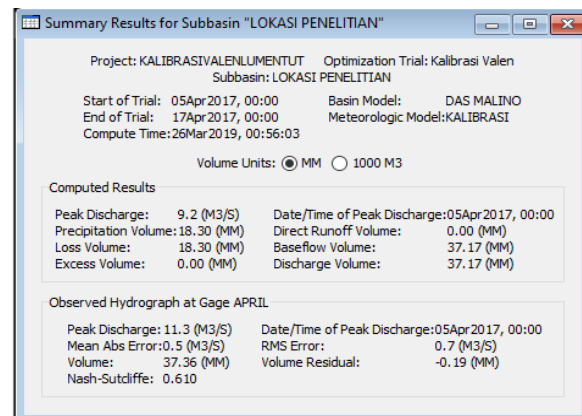 Summary Results for Subbasin "LOKASI PENELITIAN"
Project: KALIBRASIVALENLUMENTUT Optimization Trial: Kalibrasi Valen
Subbasin: LOKASI PENELITIAN
Start of Trial: 05Apr2017, 00:00 Basin Model: DAS MALINO
End of Trial: 17Apr2017, 00:00 Meteorologic Model:KALIBRASI
Compute Time:26Mar2019, 00:56:03
Volume Units: MM 1000 M3
Computed Results
Peak Discharge: 9.2 (M3/S) Date/Time of Peak Discharge:05Apr2017, 00:00
Precipitation Volume:18.30 (MM) Direct Runoff Volume: 0.00 (MM)
Loss Volume: 18.30 (MM) Baseflow Volume: 37.17 (MM)
Excess Volume: 0.00 (MM) Discharge Volume: 37.17 (MM)
Observed Hydrograph at Gage APRIL
Peak Discharge:11.3 (M3/S) Date/Time of Peak Discharge:05Apr2017, 00:00
Mean Abs Error:0.5 (M3/S) RMS Error: 0.7 (M3/S)
Volume: 37.36 (MM) Volume Residual: -0.19 (MM)
Nash-Sutcliffe: 0.610